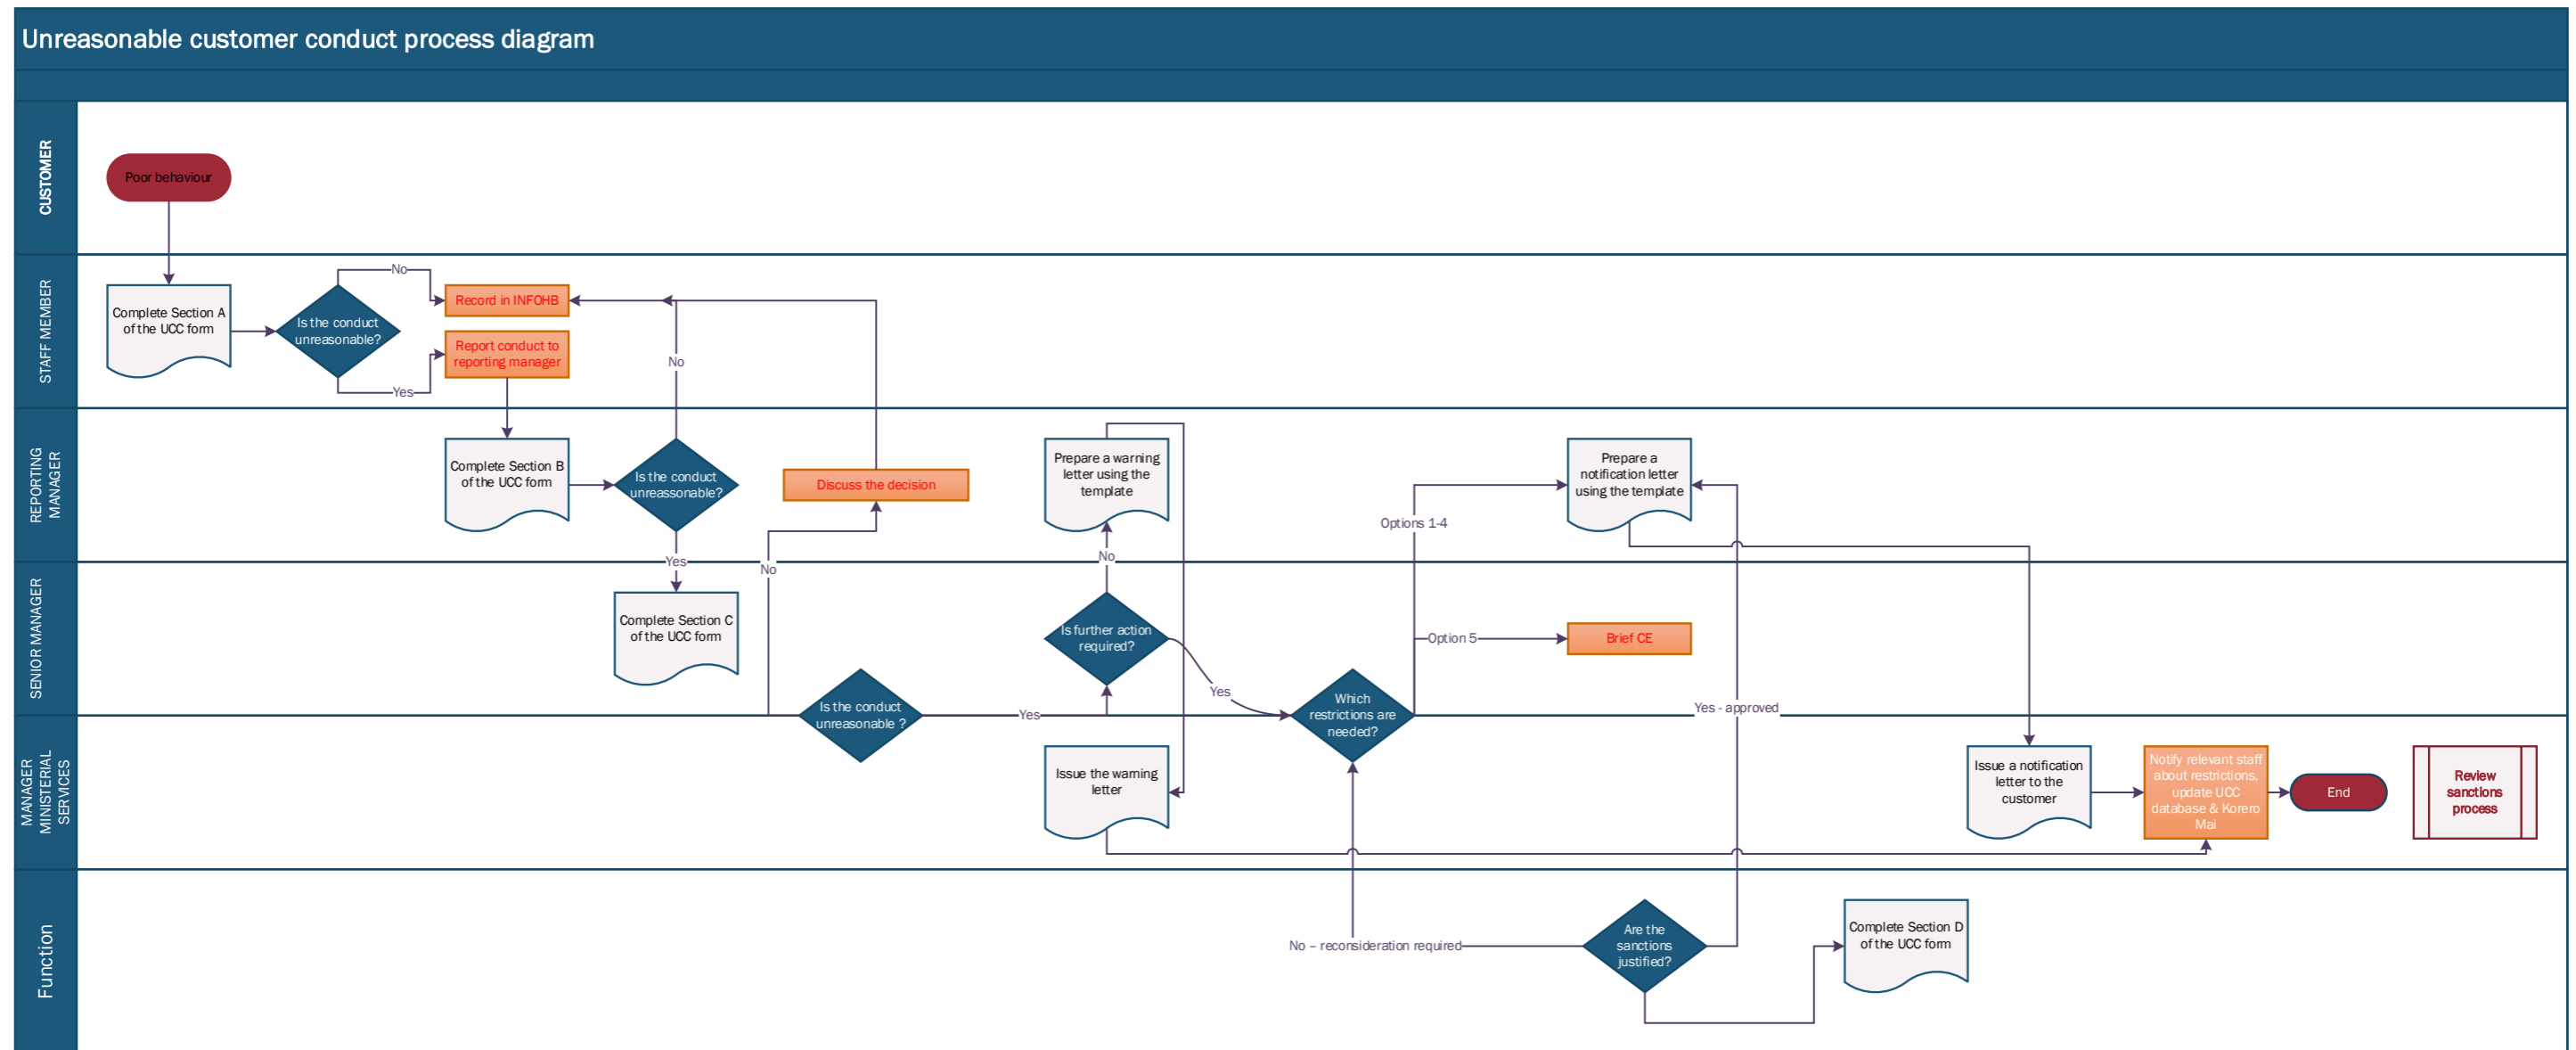 Unreasonable customer conduct process diagram
CUSTOMER
Poor behaviour
STAFF MEMBER
Complete Section A
of the UCC form
Is the conduct
unreasonable?
No
Yes
Record in INFOHB
Report conduct to
reporting manager
No
REPORTING
MANAGER
Complete Section B
of the UCC form
Is the conduct
unreassonable?
Yes
Discuss the decision
No
Prepare a warning
letter using the
template
No
Options 1-4
Prepare a
notification letter
using the template
SENIOR MANAGER
Complete Section C
of the UCC form
Is the conduct
unreasonable ?
Yes
Is further action
required?
Yes
Which
restrictions are
needed?
Option 5
Brief CE
Yes - approved
MANAGER
MINISTERIAL
SERVICES
Issue the warning
letter
Issue a notification
letter to the
customer
Notify relevant staff
about restrictions,
update UCC
database & Korero
Mai
End
Review
sanctions
process
Function
No – reconsideration required
Are the
sanctions
justified?
Complete Section D
of the UCC form